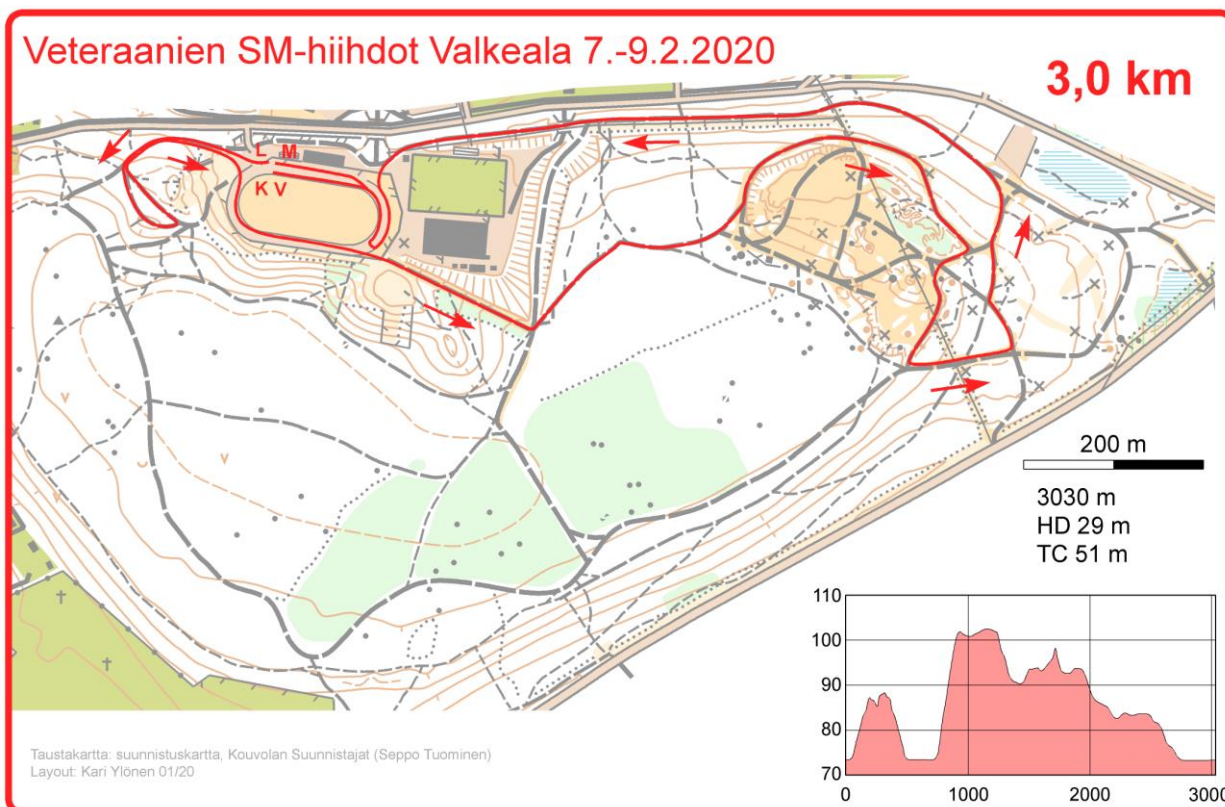 Veteraanien SM-hiihdot Valkeala 7.-9.2.2020
3,0 km
L M
K V
200 m
3030 m
HD 29 m
TC 51 m
110
100
90
80
70
0 1000 2000 3000
Taustakartta: suunnistuskartta, Kouvolan Suunnistajat (Seppo Tuominen)
Layout: Kari Ylönen 01/20